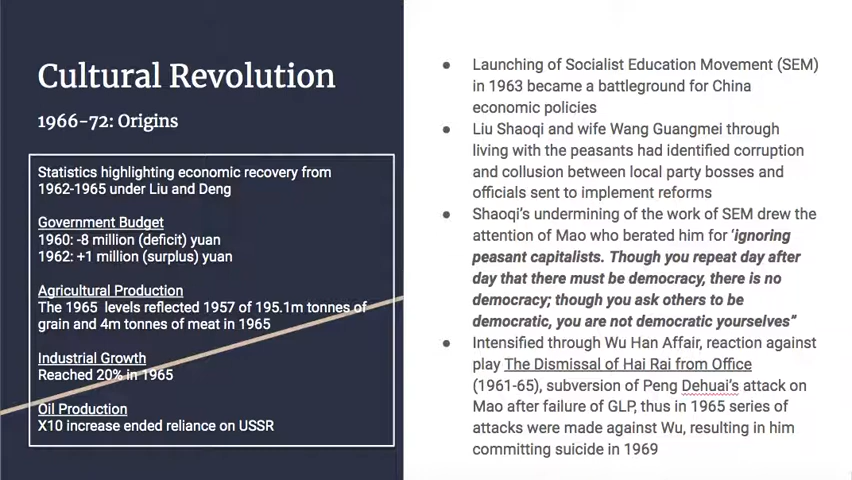 Cultural Revolution
1966-72: Origins
Statistics highlighting economic recovery from
1962-1965 under Liu and Deng
Government Budget
1960: -8 million (deficit) yuan
1962: +1 million (surplus) yuan
Agricultural Production
The 1965 levels reflected 1957 of 195.1m tonnes of
grain and 4m tonnes of meat in 1965
Industrial Growth
Reached 20% in 1965
Oil Production
X10 increase ended reliance on USSR
● Launching of Socialist Education Movement (SEM)
in 1963 became a battleground for China
economic policies
● Liu Shaoqi and wife Wang Guangmei through
living with the peasants had identified corruption
and collusion between local party bosses and
officials sent to implement reforms
● Shaoqi's undermining of the work of SEM drew the
attention of Mao who berated him for 'ignoring
peasant capitalists. Though you repeat day after
day that there must be democracy, there is no
democracy; though you ask others to be
democratic, you are not democratic yourselves"
● Intensified through Wu Han Affair, reaction against
play The Dismissal of Hai Rai from Office
(1961-65), subversion of Peng Dehuai's attack on
Mao after failure of GLP, thus in 1965 series of
attacks were made against Wu, resulting in him
committing suicide in 1969